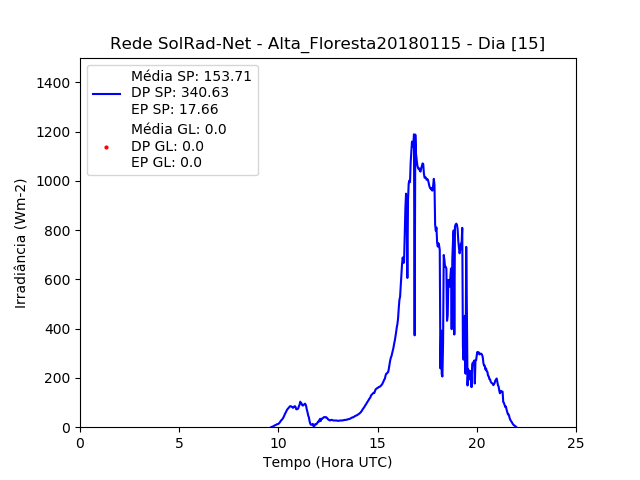 Rede SolRad-Net - Alta_Floresta20180115 - Dia [15]
Média SP: 153.71
DP SP: 340.63
EP SP: 17.66
Média GL: 0.0
DP GL: 0.0
EP GL: 0.0
1400
1200
1000
800
600
400
200
0
Irradiância (Wm-2)
0 5 10 15 20 25
Tempo (Hora UTC)